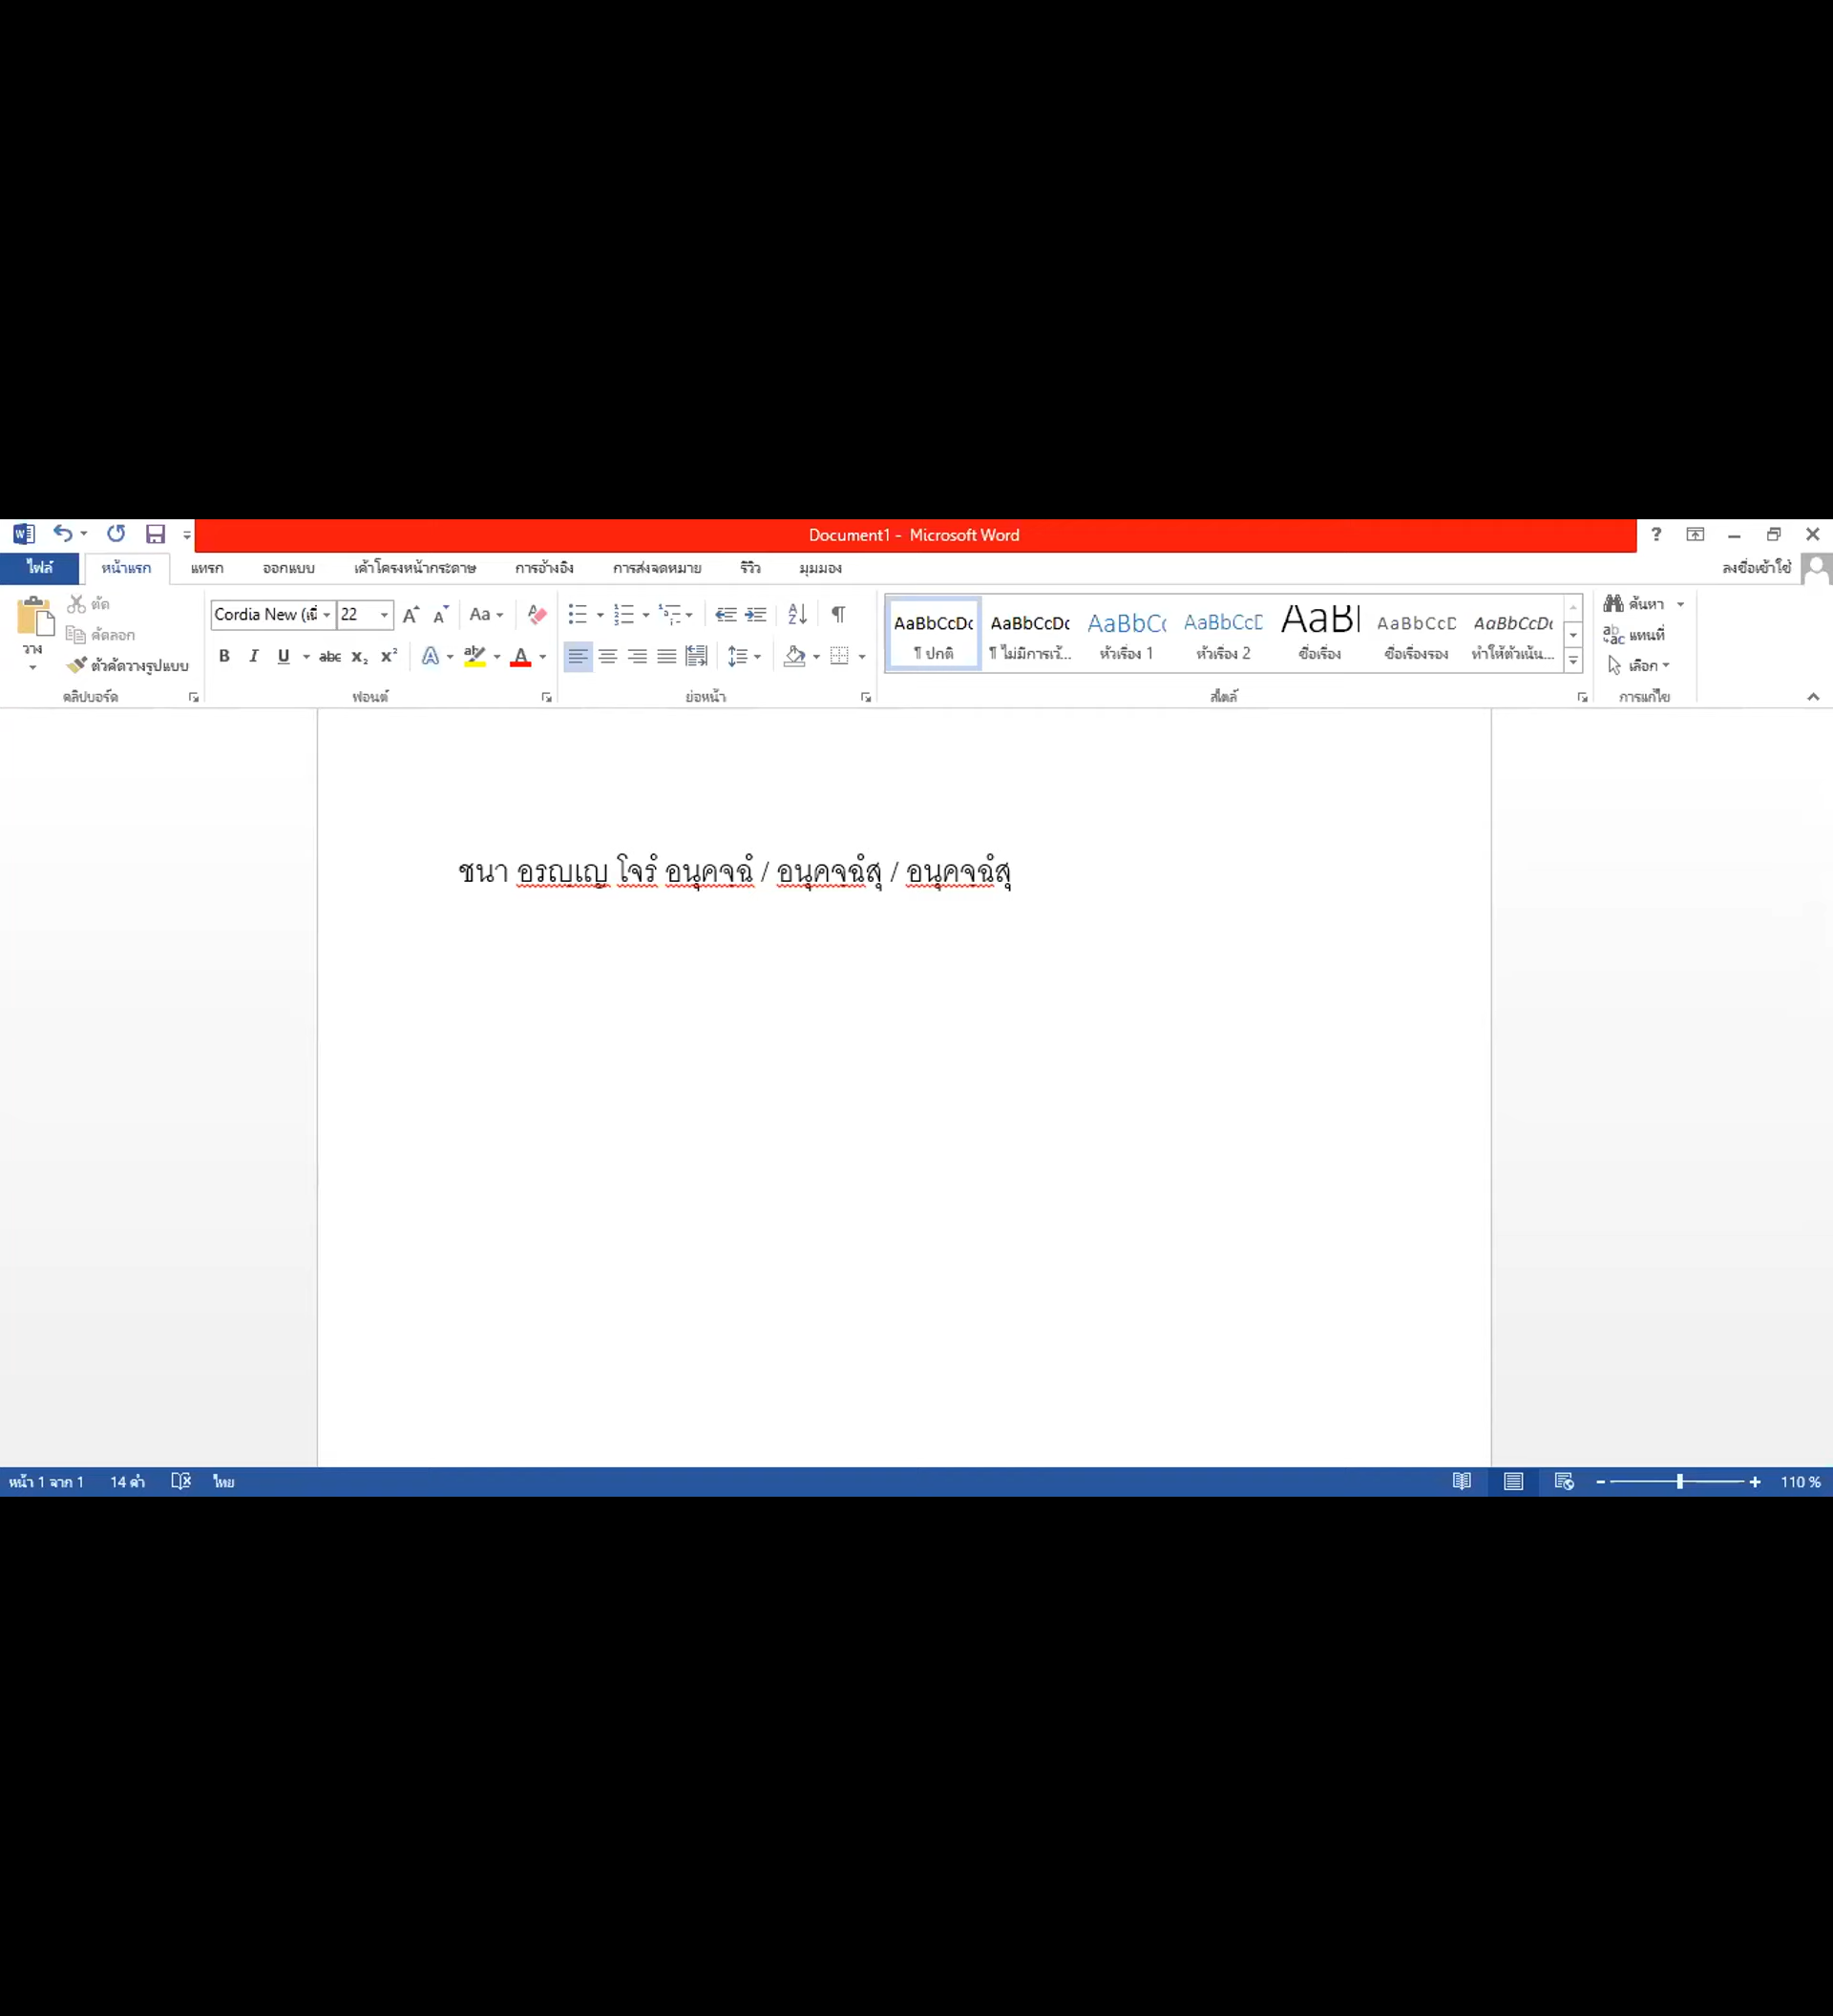 Document1 - Microsoft Word
ไฟล์ หน้าแรก แทรก ออกแบบ เค้าโครงหน้ากระดาษ การอ้างอิง การส่งจดหมาย รีวิว มุมมอง ลงชื่อเข้าใช้
วาง ตัด คัดลอก ตัวคัดวางรูปแบบ
Cordia New (เนื้ 22
AaBbCcDc AaBbCcDc AaBbCc AaBbCcD AaBl AaBbCcD AaBbCcDc
¶ ปกติ ¶ ไม่มีการเว้... หัวเรื่อง 1 หัวเรื่อง 2 ชื่อเรื่อง ชื่อเรื่องรอง ทำให้ตัวเน้น...
ค้นหา
แทนที่
เลือก
คลิปบอร์ด ฟอนต์ ย่อหน้า สไตล์ การแก้ไข
ชนา อรญเญ โจรํ อนุคจฉํ / อนุคจฉํสุ / อนุคจฉํสุ
หน้า 1 จาก 1 14 คำ ไทย 110 %